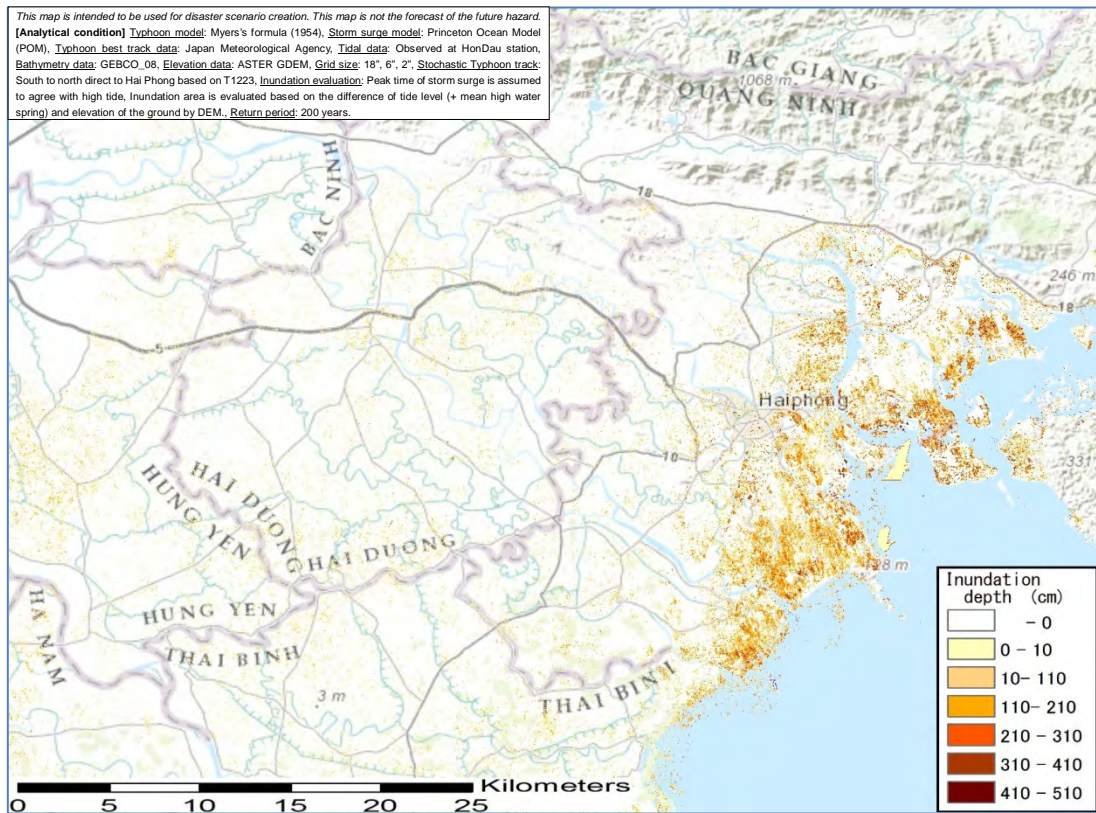 This map is intended to be used for disaster scenario creation. This map is not the forecast of the future hazard.
[Analytical condition] Typhoon model: Myers's formula (1954), Storm surge model: Princeton Ocean Model
(POM), Typhoon best track data: Japan Meteorological Agency, Tidal data: Observed at HonDau station,
Bathymetry data: GEBCO_08, Elevation data: ASTER GDEM, Grid size: 18", 6", 2", Stochastic Typhoon track:
South to north direct to Hai Phong based on T1223, Inundation evaluation: Peak time of storm surge is assumed
to agree with high tide, Inundation area is evaluated based on the difference of tide level (+ mean high water
spring) and elevation of the ground by DEM., Return period: 200 years.
BAC GIANG
1068 m.
QUANG NINH
BAC NINH
18
246 m
18
5
Haiphong
10
331
HAI DUONG
HUNG YEN
HAI DUONG
128 m
HA NAM
HUNG YEN
THAI BINH
THAI BINH
3 m
Inundation
depth (cm)
- 0
0 - 10
10- 110
110- 210
210 - 310
310 - 410
410 - 510
Kilometers
0 5 10 15 20 25